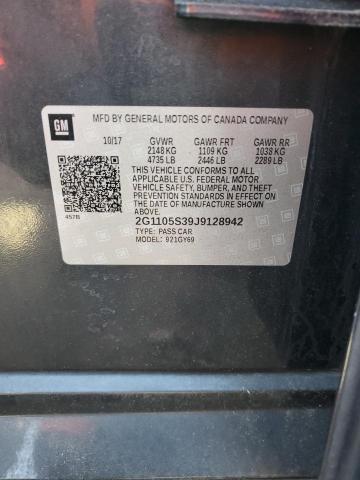 GM
MFD BY GENERAL MOTORS OF CANADA COMPANY
10/17 GVWR GAWR FRT GAWR RR
2148 KG 1109 KG 1038 KG
4735 LB 2446 LB 2289 LB
THIS VEHICLE CONFORMS TO ALL
APPLICABLE U.S. FEDERAL MOTOR
VEHICLE SAFETY, BUMPER, AND THEFT
PREVENTION STANDARDS IN EFFECT ON
THE DATE OF MANUFACTURE SHOWN
ABOVE.
457B
2G1105S39J9128942
TYPE: PASS CAR
MODEL: 921GY69